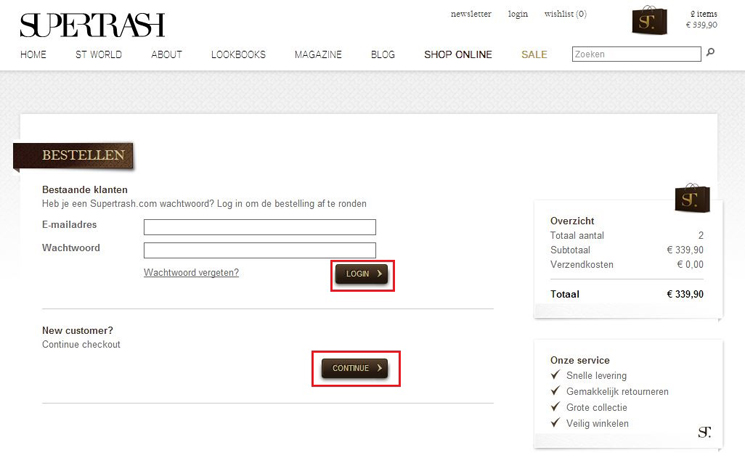 SUPERTRASH
newsletter login wishlist (0)
ST.
2 items
€ 339,90
HOME ST WORLD ABOUT LOOKBOOKS MAGAZINE BLOG SHOP ONLINE SALE
Zoeken
BESTELLEN
Bestaande klanten
Heb je een Supertrash.com wachtwoord? Log in om de bestelling af te ronden
E-mailadres
Wachtwoord
Wachtwoord vergeten?
LOGIN
New customer?
Continue checkout
CONTINUE
ST.
Overzicht
Totaal aantal 2
Subtotaal € 339,90
Verzendkosten € 0,00
Totaal € 339,90
Onze service
Snelle levering
Gemakkelijk retourneren
Grote collectie
Veilig winkelen
ST.